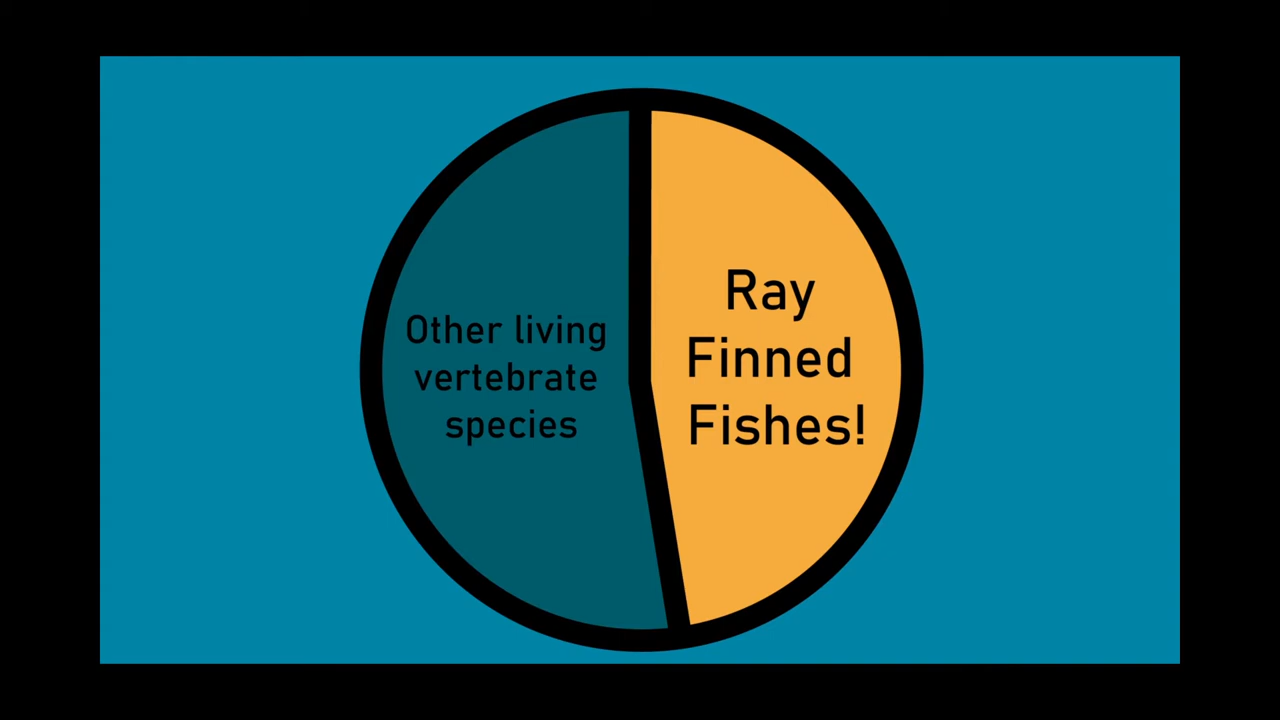 Other living
vertebrate
species
Ray
Finned
Fishes!